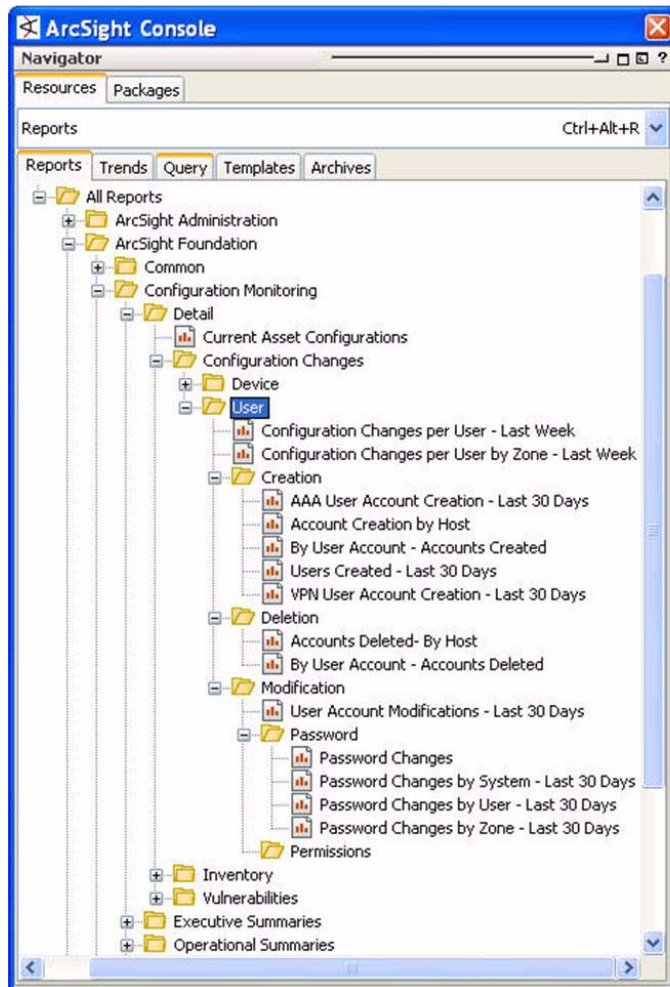 ArcSight Console
Navigator ?
Resources Packages
Reports Ctrl+Alt+R
Reports Trends Query Templates Archives
All Reports
ArcSight Administration
ArcSight Foundation
Common
Configuration Monitoring
Detail
Current Asset Configurations
Configuration Changes
Device
User
Configuration Changes per User - Last Week
Configuration Changes per User by Zone - Last Week
Creation
AAA User Account Creation - Last 30 Days
Account Creation by Host
By User Account - Accounts Created
Users Created - Last 30 Days
VPN User Account Creation - Last 30 Days
Deletion
Accounts Deleted- By Host
By User Account - Accounts Deleted
Modification
User Account Modifications - Last 30 Days
Password
Password Changes
Password Changes by System - Last 30 Days
Password Changes by User - Last 30 Days
Password Changes by Zone - Last 30 Days
Permissions
Inventory
Vulnerabilities
Executive Summaries
Operational Summaries